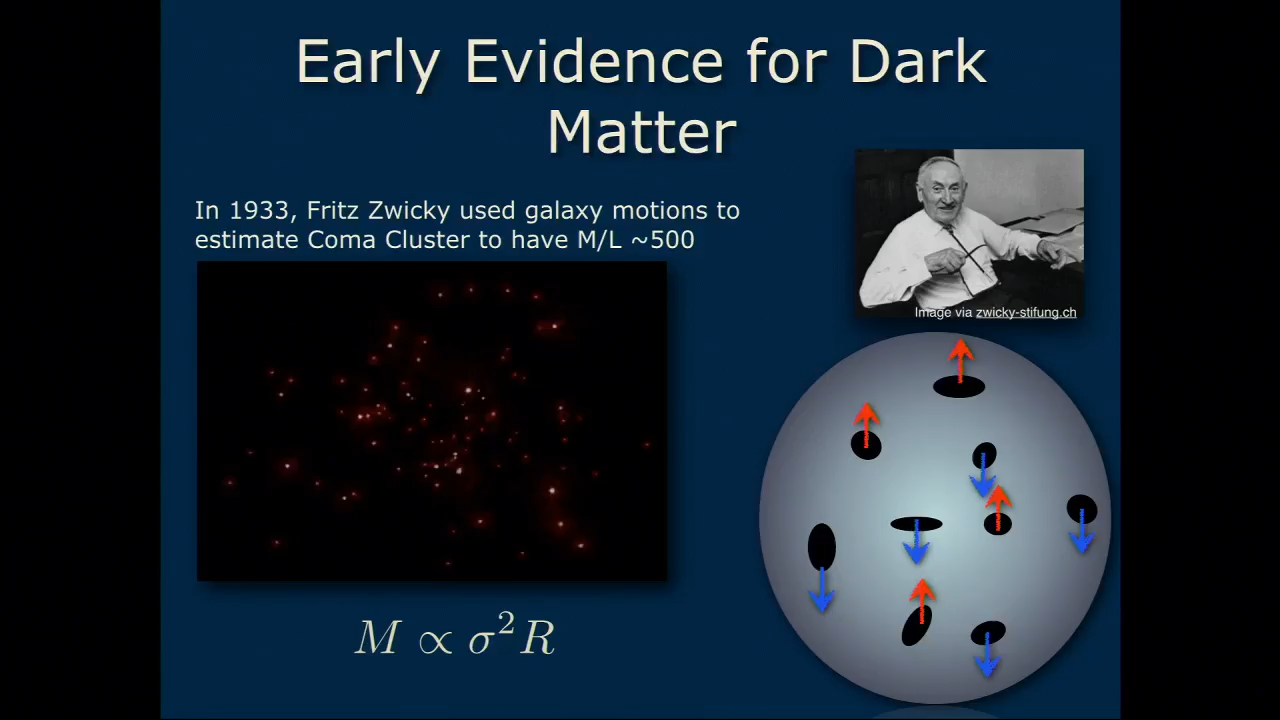 Early Evidence for Dark
Matter
In 1933, Fritz Zwicky used galaxy motions to
estimate Coma Cluster to have M/L ~500
Image via zwicky-stifung.ch
M ∝ σ²R